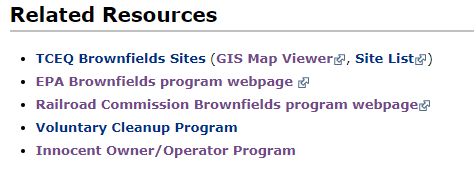 Related Resources
TCEQ Brownfields Sites (GIS Map Viewer, Site List)
EPA Brownfields program webpage
Railroad Commission Brownfields program webpage
Voluntary Cleanup Program
Innocent Owner/Operator Program